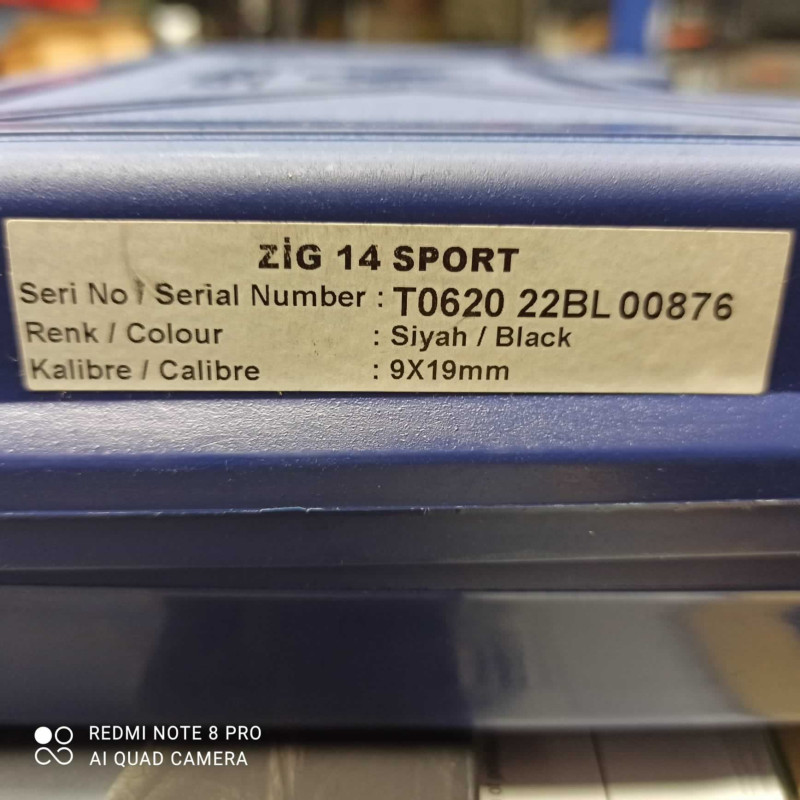 ZİG 14 SPORT
Seri No / Serial Number : T0620 22BL 00876
Renk / Colour : Siyah / Black
Kalibre / Calibre : 9X19mm
REDMI NOTE 8 PRO
AI QUAD CAMERA